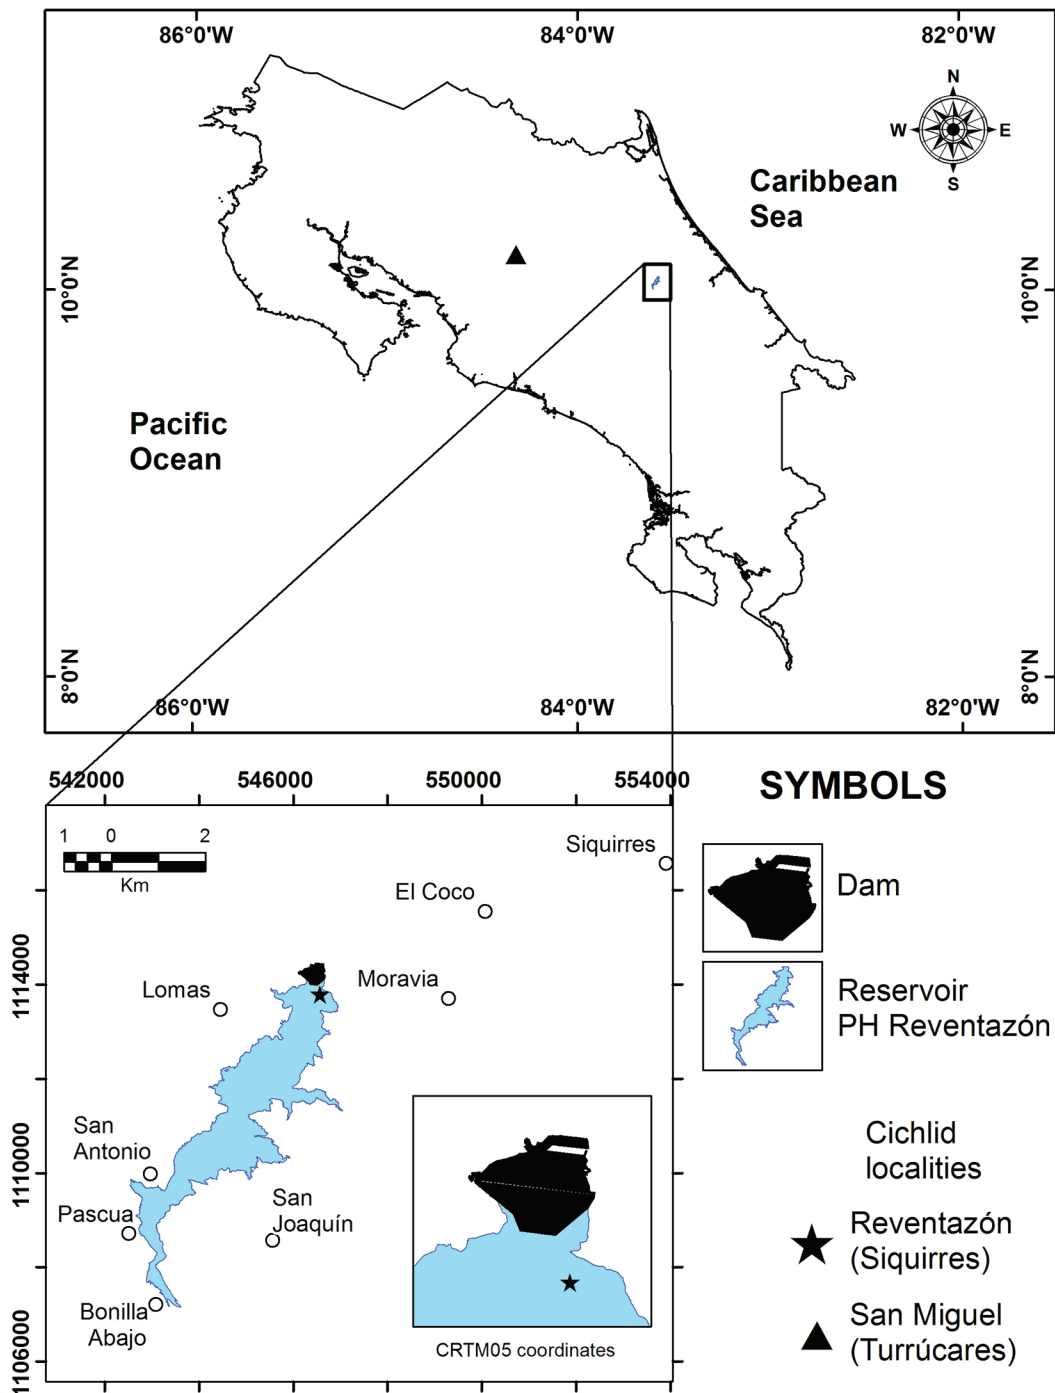 86°0'W 84°0'W 82°0'W
N
W E
S
Caribbean
Sea
10°0'N 10°0'N
Pacific
Ocean
8°0'N 8°0'N
86°0'W 84°0'W 82°0'W
542000 546000 550000 554000
SYMBOLS
1 0 2
Km
Siquirres
El Coco
Dam
1114000
Lomas
Moravia
Reservoir
PH Reventazón
San
Antonio
1110000
Pascua
San
Joaquín
Cichlid
localities
Reventazón
(Siquirres)
Bonilla
Abajo
San Miguel
(Turrúcares)
CRTM05 coordinates
1106000